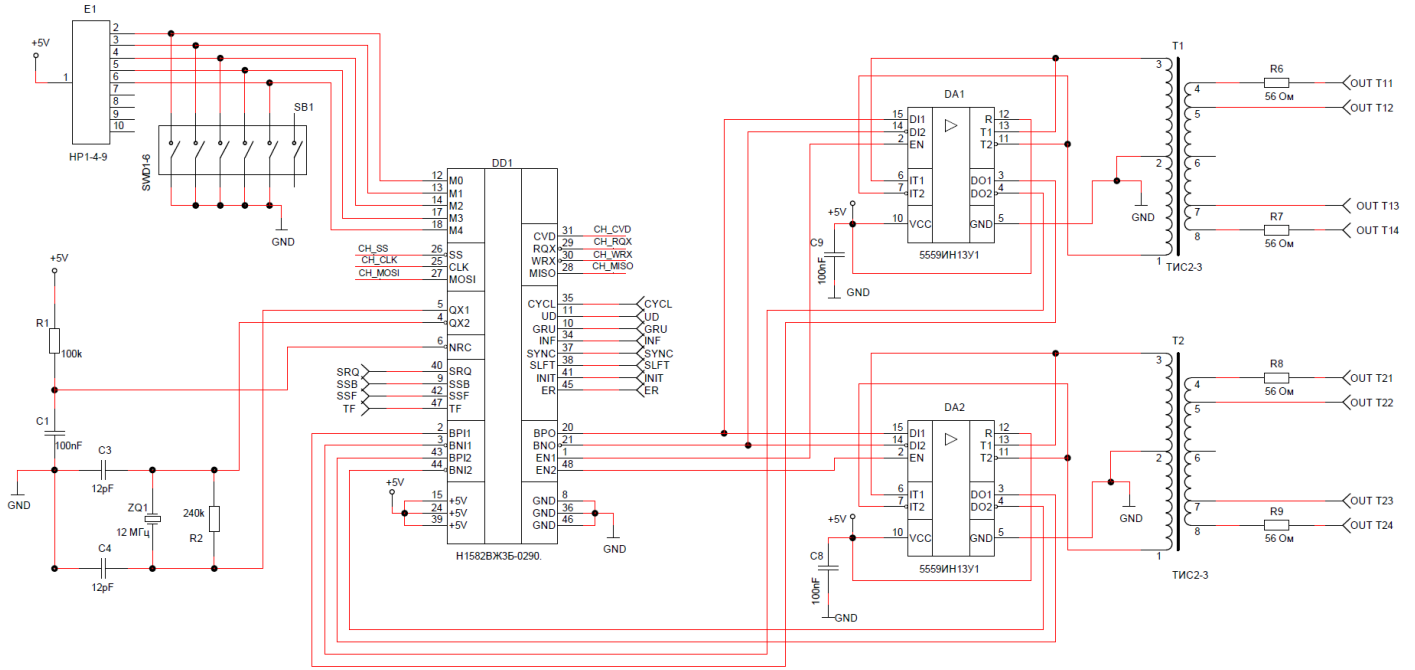 E1
+5V
1
2
3
4
5
6
7
8
9
10
HP1-4-9
SB1
SWD1-6
GND
+5V
R1
100k
C1
100nF
GND
C3
12pF
C4
12pF
ZQ1
12 МГц
240k
R2
DD1
12 M0
13 M1
14 M2
17 M3
18 M4
CH_SS 26 SS
CH_CLK 25 CLK
CH_MOSI 27 MOSI
5 QX1
4 QX2
6 NRC
SRQ 40 SRQ
SSB 9 SSB
SSF 42 SSF
TF 47 TF
2 BPI1
3 BNI1
43 BPI2
44 BNI2
+5V
15 +5V
24 +5V
39 +5V
CVD 31 CH_CVD
RQX 29 CH_RQX
WRX 30 CH_WRX
MISO 28 CH_MISO
CYCL 35 CYCL
UD 11 UD
GRU 10 GRU
INF 34 INF
SYNC 37 SYNC
SLFT 38 SLFT
INIT 41 INIT
ER 45 ER
BPO 20
BNO 21
EN1 1
EN2 48
GND 8
GND 36
GND 46
GND
Н1582ВЖ3Б-0290.
DA1
15 DI1
14 DI2
2 EN
6 IT1
7 IT2
10 VCC
R 12
T1 13
T2 11
DO1 3
DO2 4
GND 5
5559ИН13У1
+5V
C9
100nF
GND
GND
T1
3
2
1
4
5
6
7
8
ТИС2-3
R6
56 Ом
OUT T11
OUT T12
OUT T13
R7
56 Ом
OUT T14
DA2
15 DI1
14 DI2
2 EN
6 IT1
7 IT2
10 VCC
R 12
T1 13
T2 11
DO1 3
DO2 4
GND 5
5559ИН13У1
+5V
C8
100nF
GND
GND
T2
3
2
1
4
5
6
7
8
ТИС2-3
R8
56 Ом
OUT T21
OUT T22
OUT T23
R9
56 Ом
OUT T24